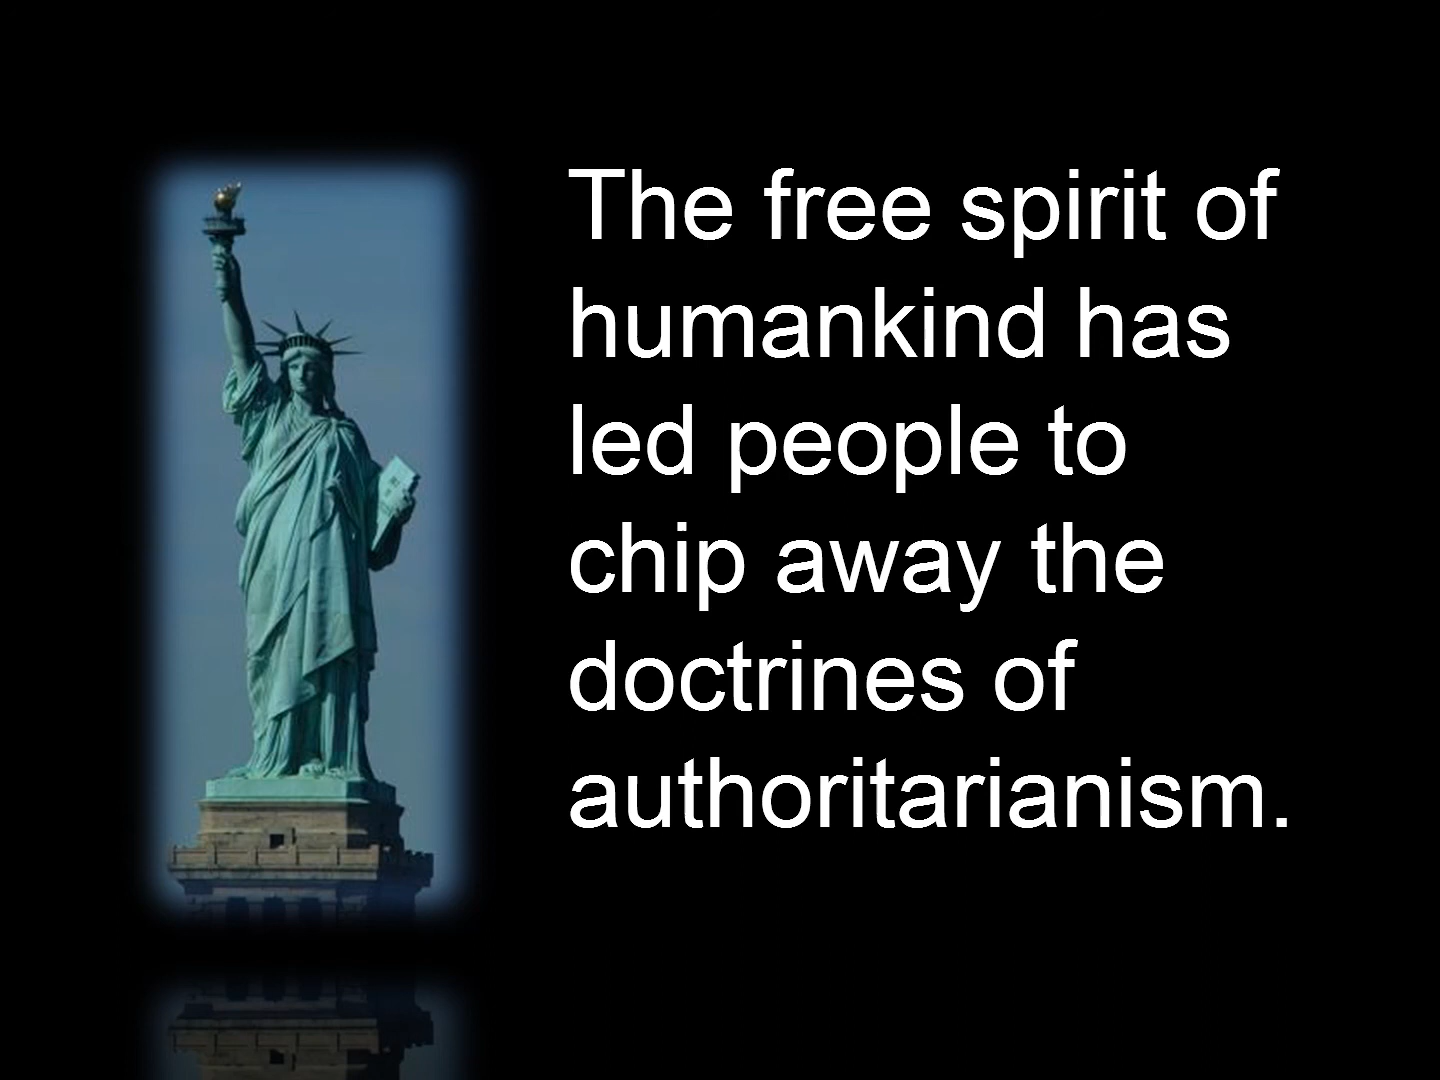 The free spirit of
humankind has
led people to
chip away the
doctrines of
authoritarianism.